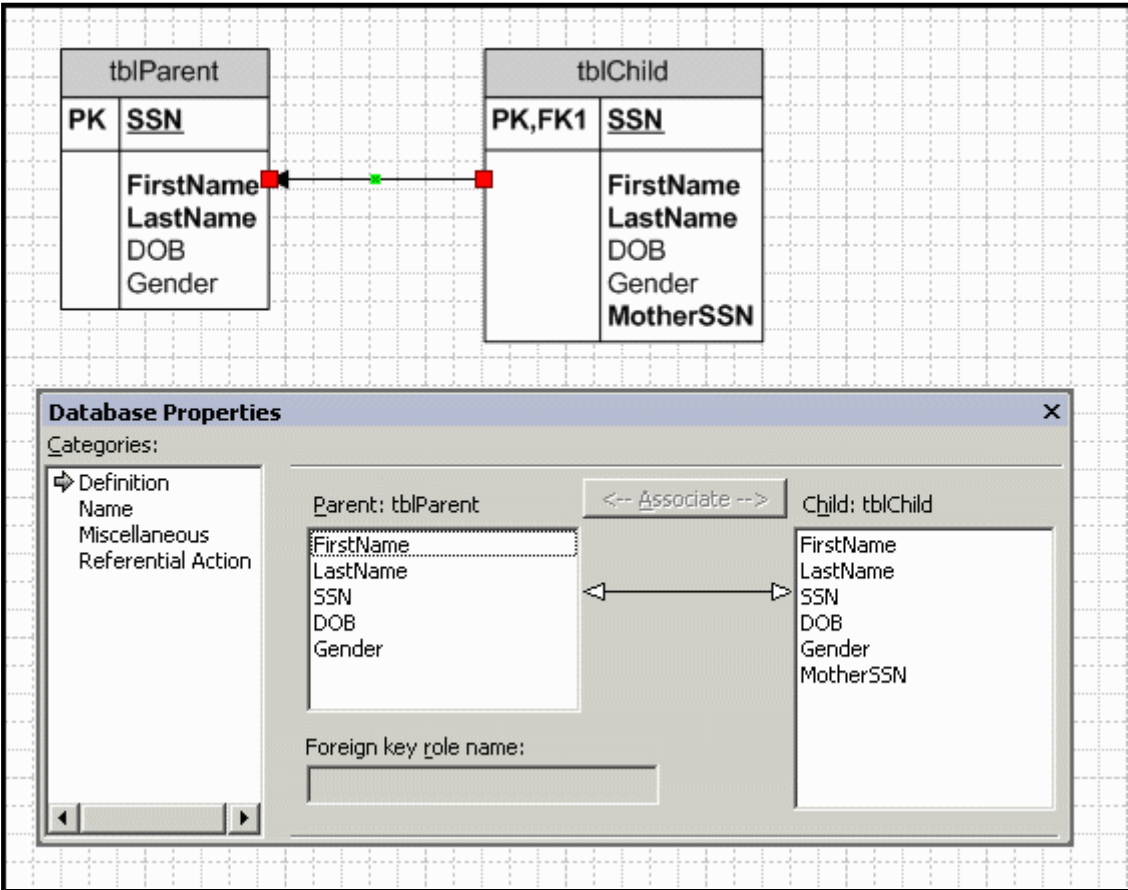 tblParent
PK SSN
FirstName
LastName
DOB
Gender
tblChild
PK,FK1 SSN
FirstName
LastName
DOB
Gender
MotherSSN
Database Properties
Categories:
Definition
Name
Miscellaneous
Referential Action
Parent: tblParent
<-- Associate -->
Child: tblChild
FirstName
LastName
SSN
DOB
Gender
FirstName
LastName
SSN
DOB
Gender
MotherSSN
Foreign key role name: